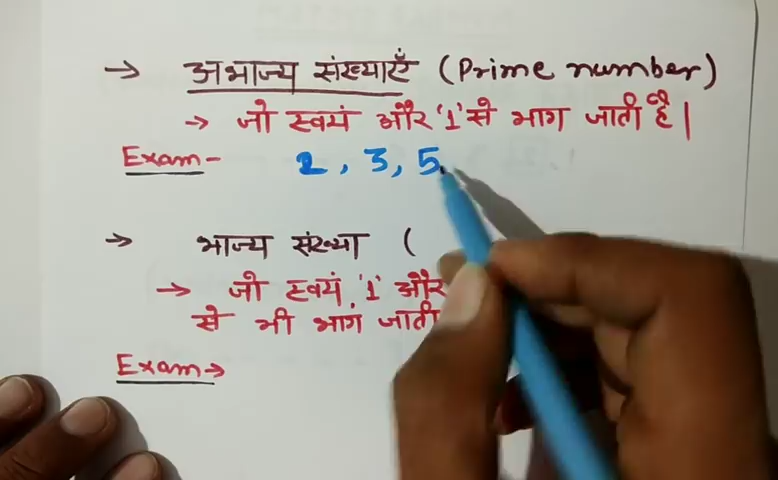 → अभाज्य संख्याएँ (Prime number)
→ जो स्वयं और '1' से भाग जाती है |
Exam- 2, 3, 5
→ भाज्य संख्या (
→ जो स्वयं, '1' और
से भी भाग जाती
Exam→